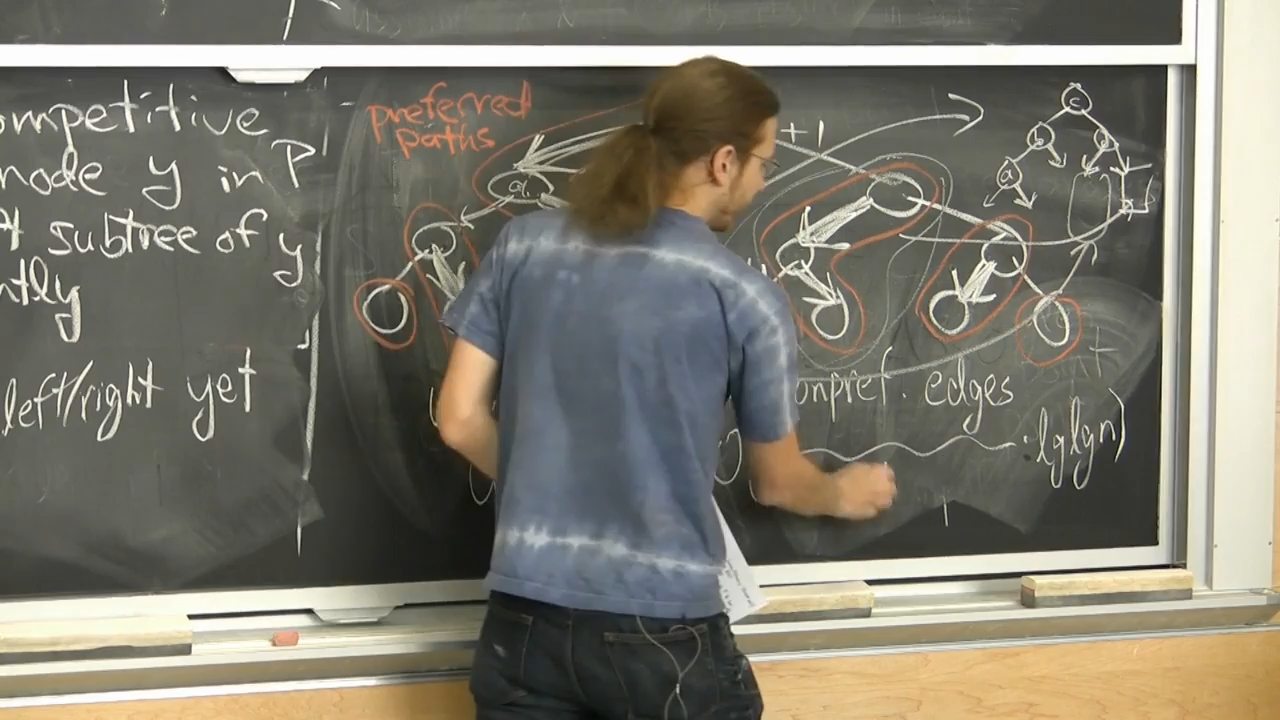 ompetitive
node y in P
subtree of y
ntly
left/right yet
preferred
paths
+1
c
b
a
onpref. edges
· lglgn)